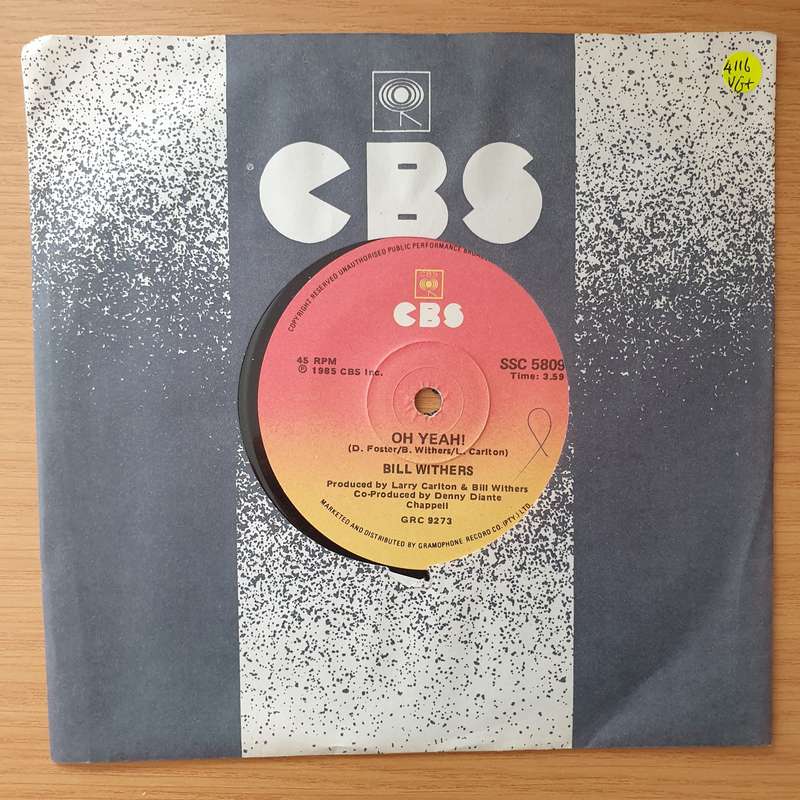 4116
VG+
® CBS
COPYRIGHT RESERVED UNAUTHORISED PUBLIC PERFORMANCE
CBS
CBS
45 RPM
℗ 1985 CBS Inc.
SSC 5809
Time: 3.59
OH YEAH!
(D. Foster/B. Withers/L. Carlton)
BILL WITHERS
Produced by Larry Carlton & Bill Withers
Co-Produced by Denny Diante
Chappell
GRC 9273
MARKETED AND DISTRIBUTED BY GRAMOPHONE RECORD CO. (PTY.) LTD.